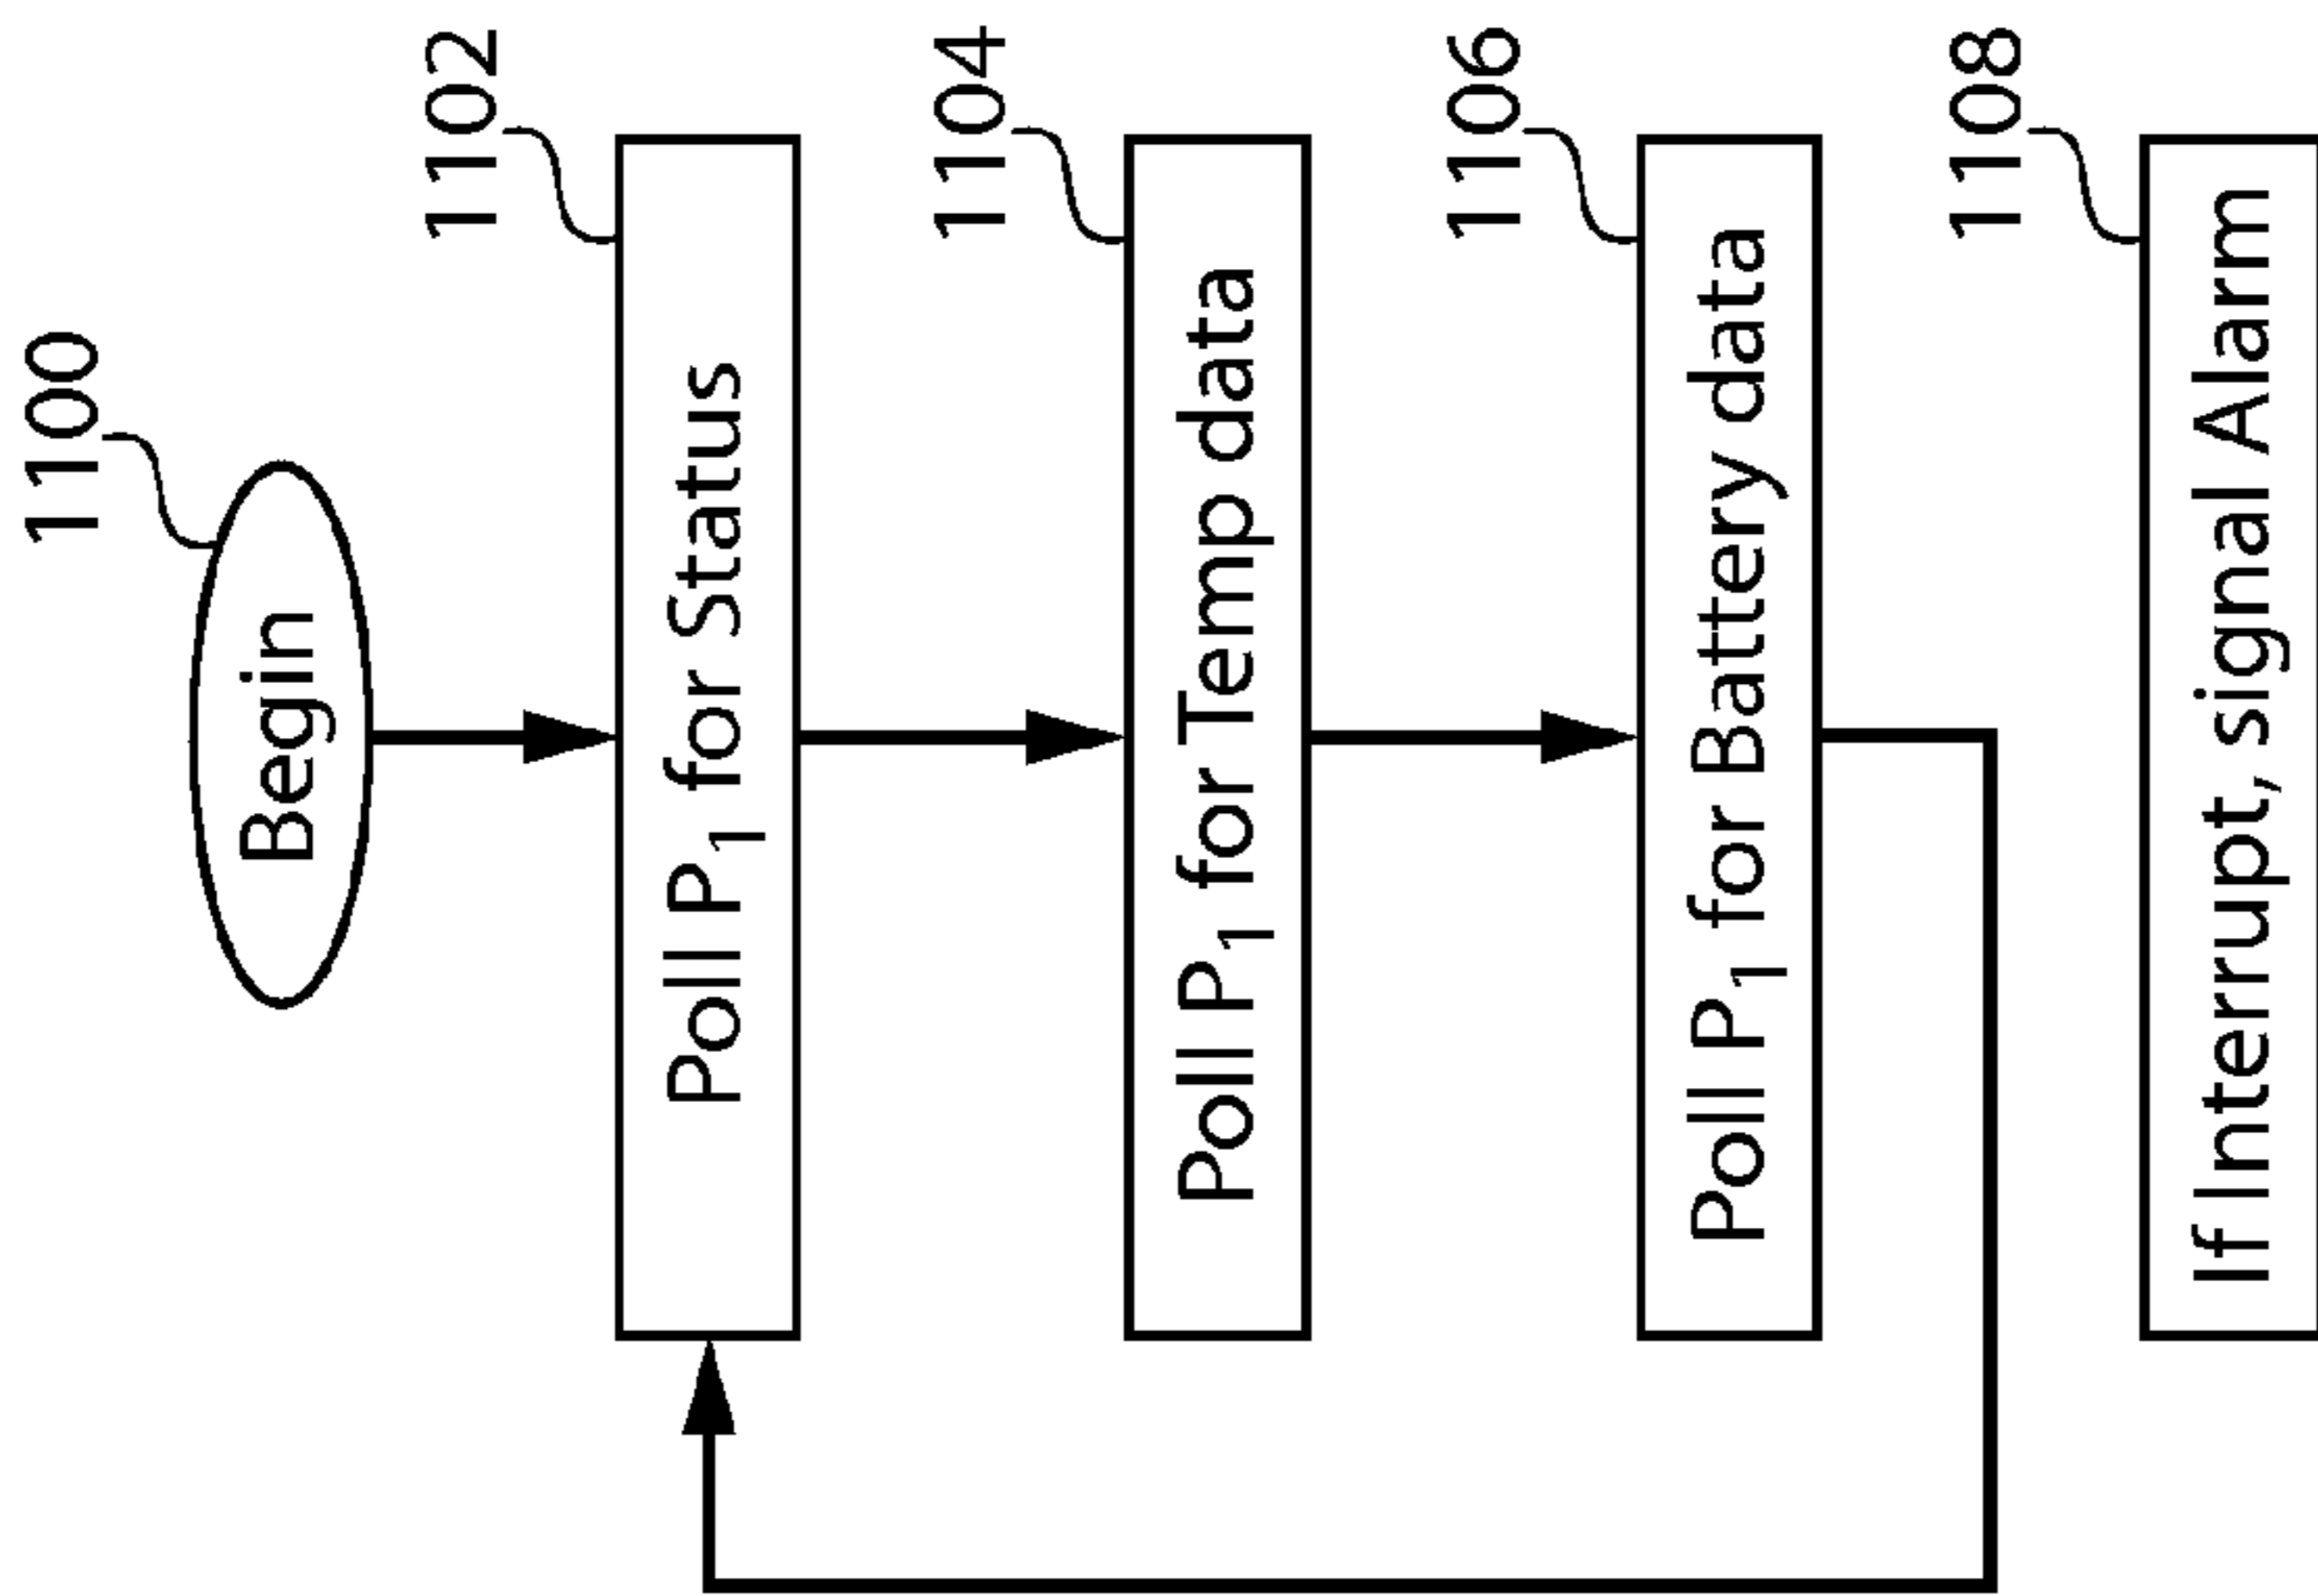 1100
Begin
1102
Poll P₁ for Status
1104
Poll P₁ for Temp data
1106
Poll P₁ for Battery data
1108
If Interrupt, signal Alarm